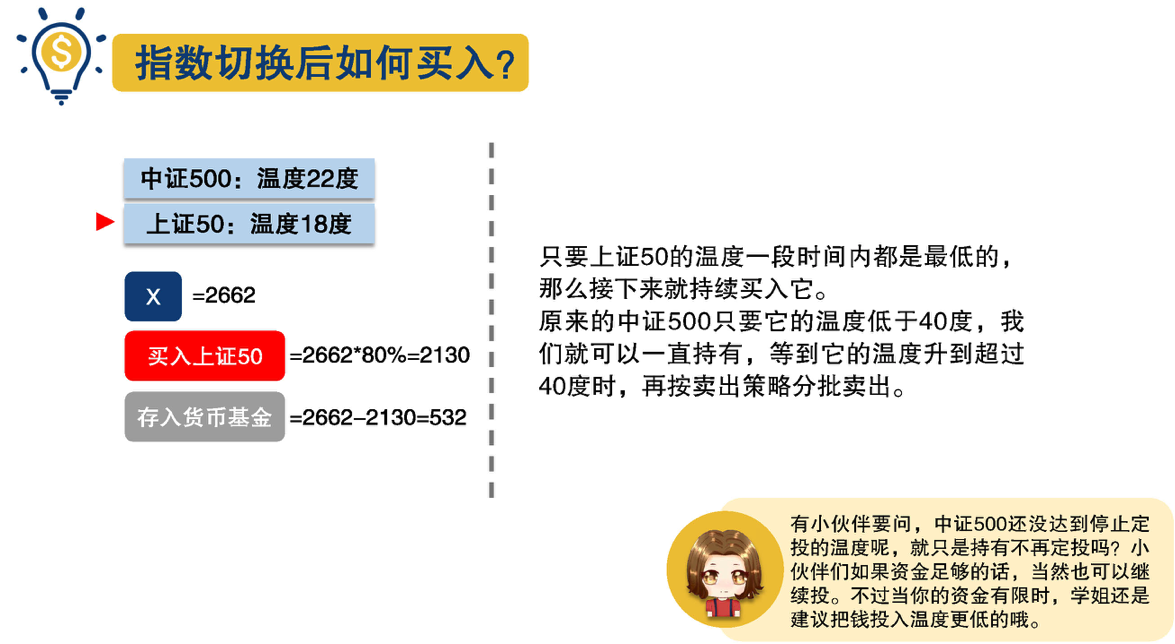 $
指数切换后如何买入?
中证500：温度22度
上证50：温度18度
X =2662
买入上证50 =2662*80%=2130
存入货币基金 =2662-2130=532
只要上证50的温度一段时间内都是最低的，
那么接下来就持续买入它。
原来的中证500只要它的温度低于40度，我
们就可以一直持有，等到它的温度升到超过
40度时，再按卖出策略分批卖出。
有小伙伴要问，中证500还没达到停止定
投的温度呢，就只是持有不再定投吗？小
伙伴们如果资金足够的话，当然也可以继
续投。不过当你的资金有限时，学姐还是
建议把钱投入温度更低的哦。